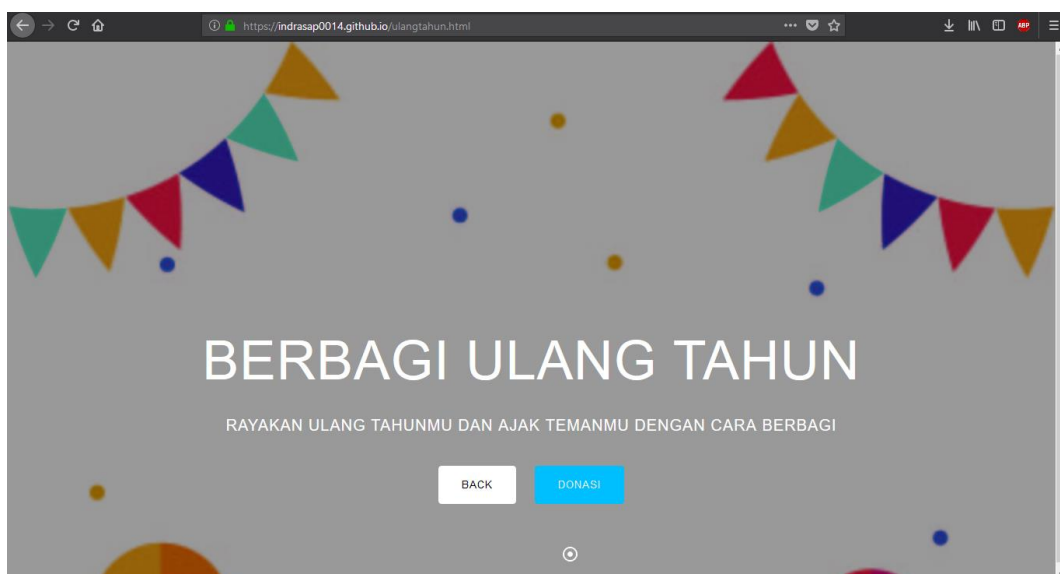 https://indrasap0014.github.io/ulangtahun.html
ABP
BERBAGI ULANG TAHUN
RAYAKAN ULANG TAHUNMU DAN AJAK TEMANMU DENGAN CARA BERBAGI
BACK DONASI